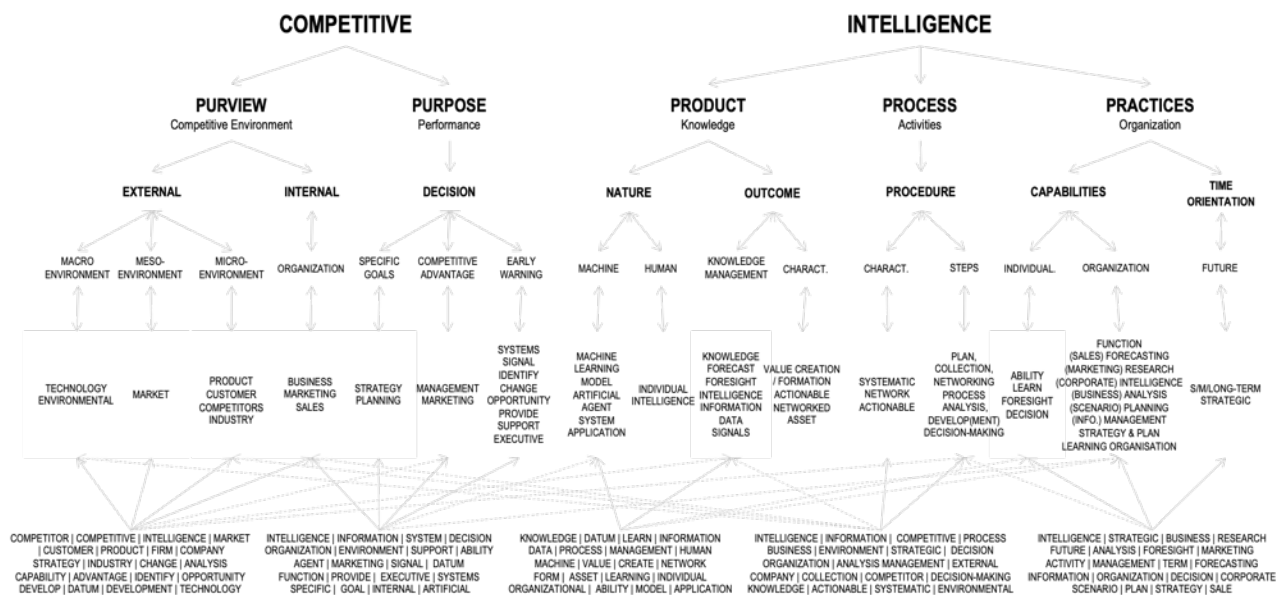 COMPETITIVE INTELLIGENCE
PURVIEW PURPOSE PRODUCT PROCESS PRACTICES
Competitive Environment Performance Knowledge Activities Organization
EXTERNAL INTERNAL DECISION NATURE OUTCOME PROCEDURE CAPABILITIES TIME ORIENTATION
MACRO ENVIRONMENT
MESO-ENVIRONMENT
MICRO-ENVIRONMENT
ORGANIZATION
SPECIFIC GOALS
COMPETITIVE ADVANTAGE
EARLY WARNING
MACHINE
HUMAN
KNOWLEDGE MANAGEMENT
CHARACT.
CHARACT.
STEPS
INDIVIDUAL.
ORGANIZATION
FUTURE
TECHNOLOGY
ENVIRONMENTAL
MARKET
PRODUCT
CUSTOMER
COMPETITORS
INDUSTRY
BUSINESS
MARKETING
SALES
STRATEGY
PLANNING
MANAGEMENT
MARKETING
SYSTEMS
SIGNAL
IDENTIFY
CHANGE
OPPORTUNITY
PROVIDE
SUPPORT
EXECUTIVE
MACHINE
LEARNING
MODEL
ARTIFICIAL
AGENT
SYSTEM
APPLICATION
INDIVIDUAL
INTELLIGENCE
KNOWLEDGE
FORECAST
FORESIGHT
INTELLIGENCE
INFORMATION
DATA
SIGNALS
VALUE CREATION
/ FORMATION
ACTIONABLE
NETWORKED
ASSET
SYSTEMATIC
NETWORK
ACTIONABLE
PLAN,
COLLECTION,
NETWORKING
PROCESS
ANALYSIS,
DEVELOP(MENT)
DECISION-MAKING
ABILITY
LEARN
FORESIGHT
DECISION
FUNCTION
(SALES) FORECASTING
(MARKETING) RESEARCH
(CORPORATE) INTELLIGENCE
(BUSINESS) ANALYSIS
(SCENARIO) PLANNING
(INFO.) MANAGEMENT
STRATEGY & PLAN
LEARNING ORGANISATION
S/M/LONG-TERM
STRATEGIC
COMPETITOR | COMPETITIVE | INTELLIGENCE | MARKET
| CUSTOMER | PRODUCT | FIRM | COMPANY
STRATEGY | INDUSTRY | CHANGE | ANALYSIS
CAPABILITY | ADVANTAGE | IDENTIFY | OPPORTUNITY
DEVELOP | DATUM | DEVELOPMENT | TECHNOLOGY
INTELLIGENCE | INFORMATION | SYSTEM | DECISION
ORGANIZATION | ENVIRONMENT | SUPPORT | ABILITY
AGENT | MARKETING | SIGNAL | DATUM
FUNCTION | PROVIDE | EXECUTIVE | SYSTEMS
SPECIFIC | GOAL | INTERNAL | ARTIFICIAL
KNOWLEDGE | DATUM | LEARN | INFORMATION
DATA | PROCESS | MANAGEMENT | HUMAN
MACHINE | VALUE | CREATE | NETWORK
FORM | ASSET | LEARNING | INDIVIDUAL
ORGANIZATIONAL | ABILITY | MODEL | APPLICATION
INTELLIGENCE | INFORMATION | COMPETITIVE | PROCESS
BUSINESS | ENVIRONMENT | STRATEGIC | DECISION
ORGANIZATION | ANALYSIS MANAGEMENT | EXTERNAL
COMPANY | COLLECTION | COMPETITOR | DECISION-MAKING
KNOWLEDGE | ACTIONABLE | SYSTEMATIC | ENVIRONMENTAL
INTELLIGENCE | STRATEGIC | BUSINESS | RESEARCH
FUTURE | ANALYSIS | FORESIGHT | MARKETING
ACTIVITY | MANAGEMENT | TERM | FORECASTING
INFORMATION | ORGANIZATION | DECISION | CORPORATE
SCENARIO | PLAN | STRATEGY | SALE